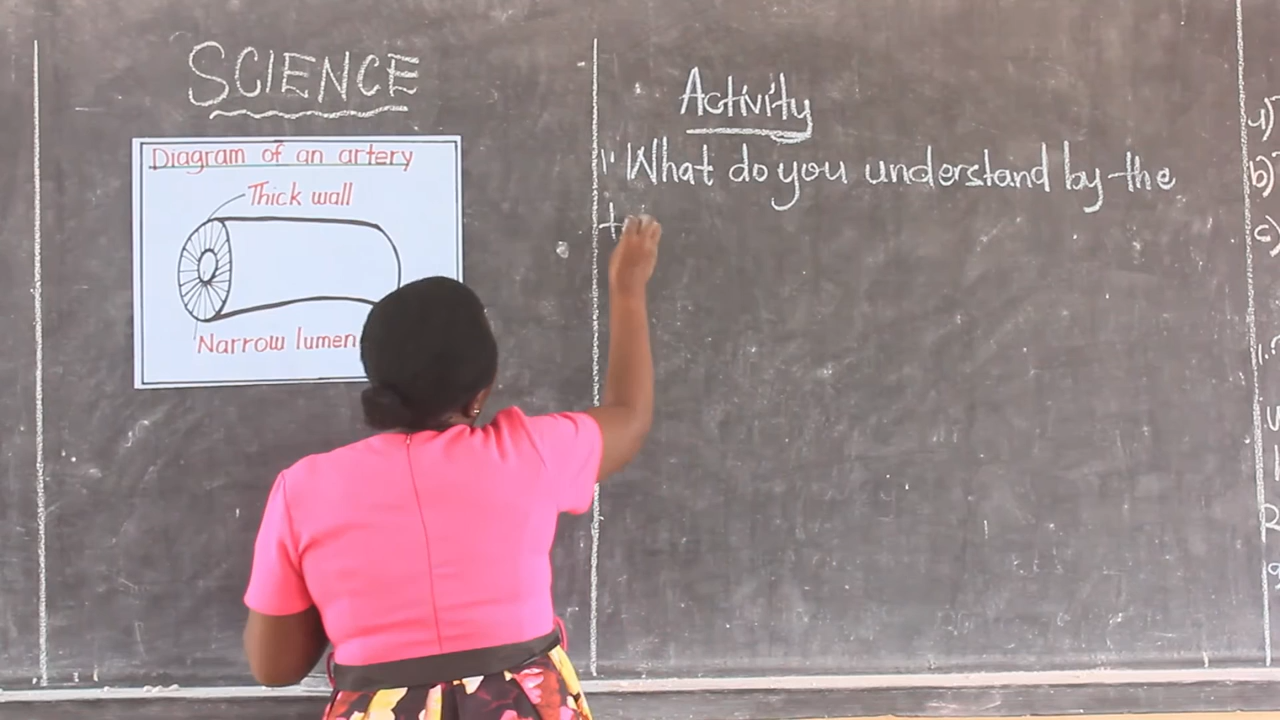 SCIENCE
Diagram of an artery
Thick wall
Narrow lumen
Activity
1) What do you understand by the
b)
c)